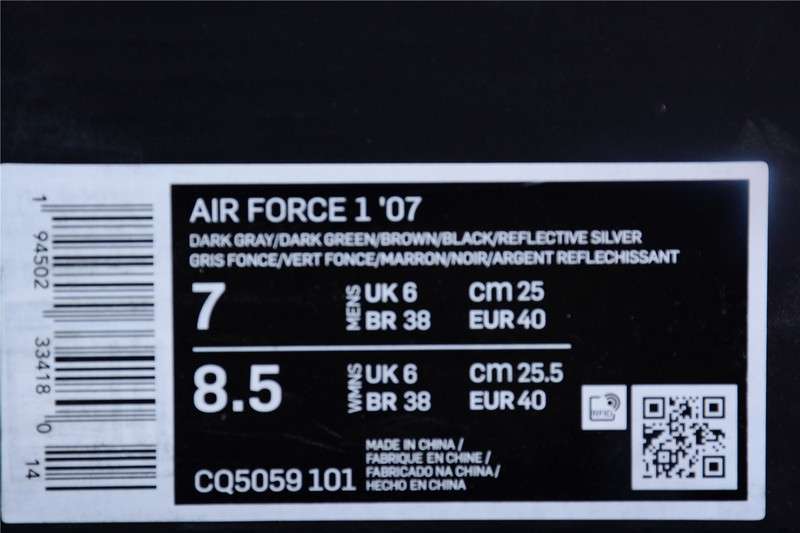 AIR FORCE 1 '07
DARK GRAY/DARK GREEN/BROWN/BLACK/REFLECTIVE SILVER
GRIS FONCE/VERT FONCE/MARRON/NOIR/ARGENT REFLECHISSANT
7 MENS UK 6 CM 25
BR 38 EUR 40
8.5 WMNS UK 6 CM 25.5
BR 38 EUR 40
RFID
CQ5059 101
MADE IN CHINA /
FABRIQUE EN CHINE /
FABRICADO NA CHINA /
HECHO EN CHINA
1 94502 33418 0 14